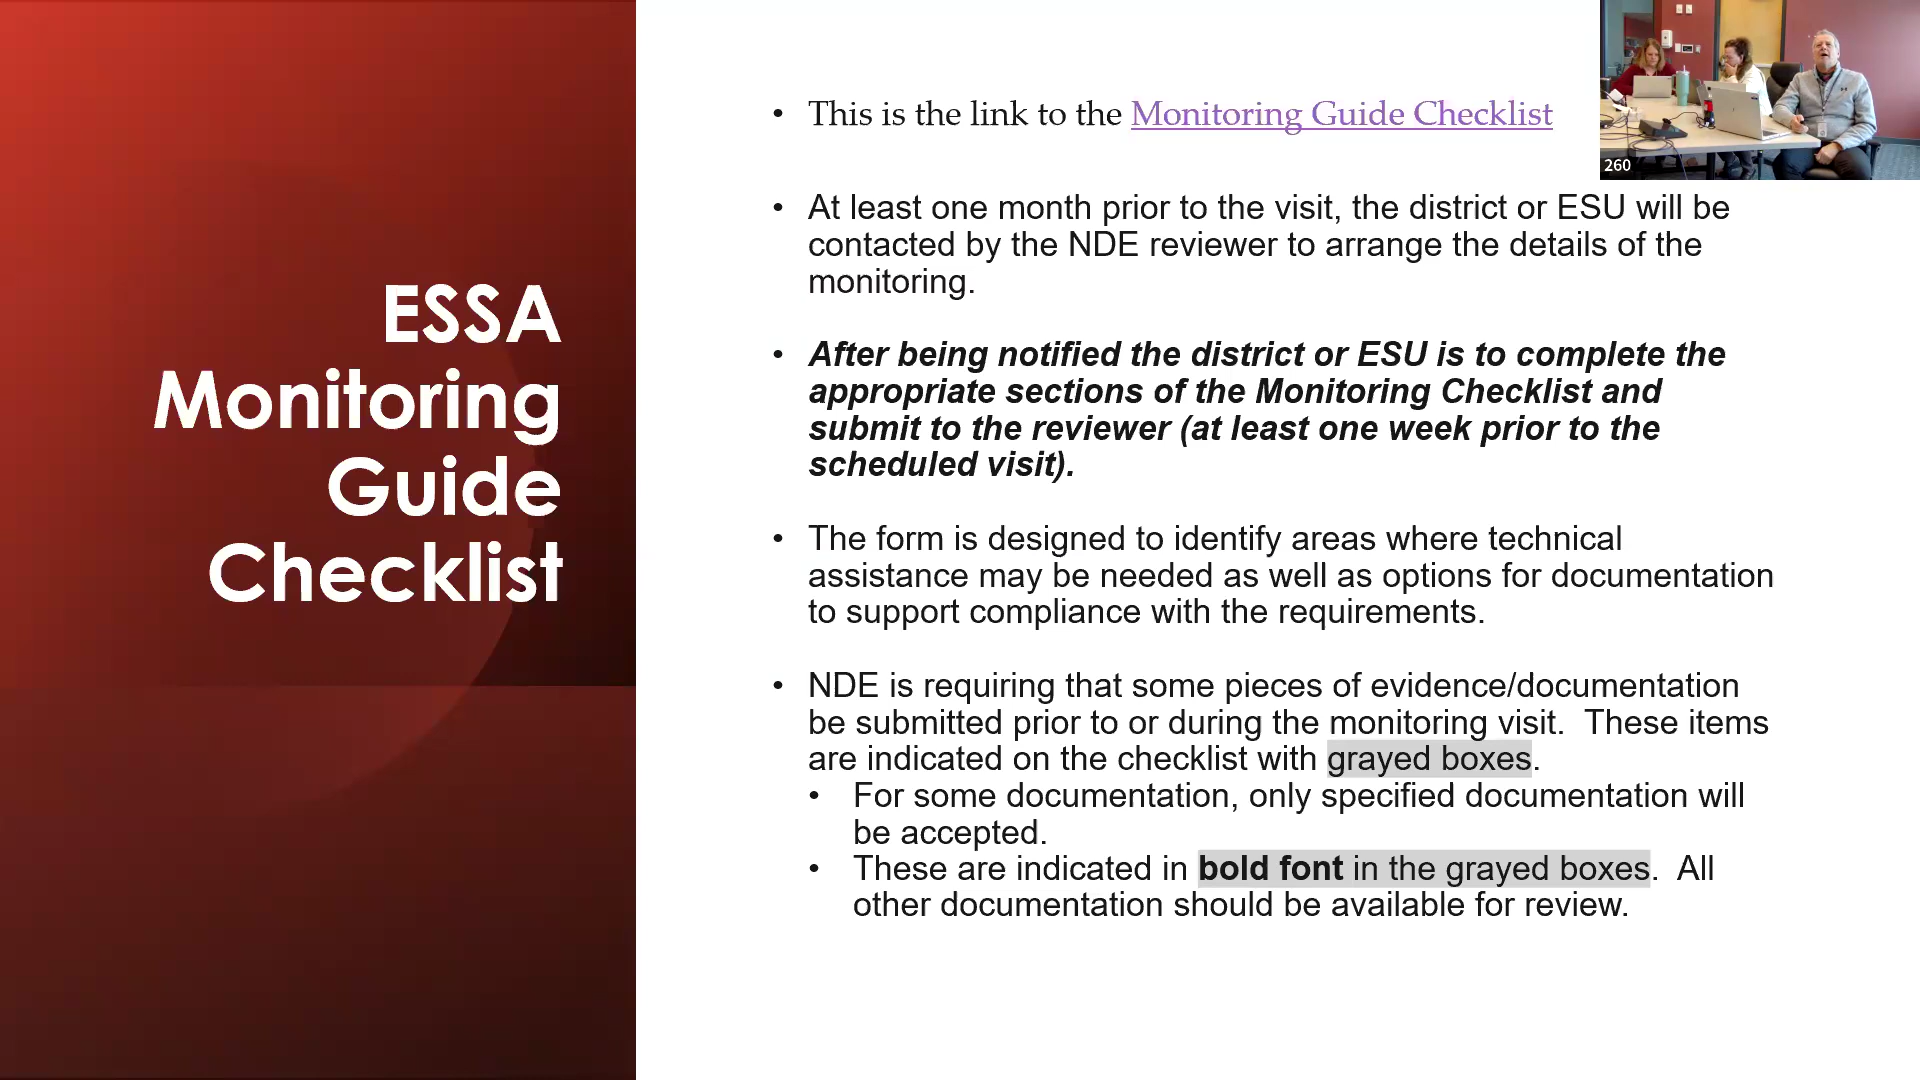 ESSA
Monitoring
Guide
Checklist
• This is the link to the Monitoring Guide Checklist
• At least one month prior to the visit, the district or ESU will be
contacted by the NDE reviewer to arrange the details of the
monitoring.
• After being notified the district or ESU is to complete the
appropriate sections of the Monitoring Checklist and
submit to the reviewer (at least one week prior to the
scheduled visit).
• The form is designed to identify areas where technical
assistance may be needed as well as options for documentation
to support compliance with the requirements.
• NDE is requiring that some pieces of evidence/documentation
be submitted prior to or during the monitoring visit.  These items
are indicated on the checklist with grayed boxes.
• For some documentation, only specified documentation will
be accepted.
• These are indicated in bold font in the grayed boxes.  All
other documentation should be available for review.
260